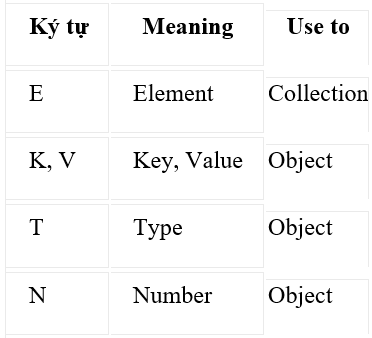 Ký tự Meaning Use to
E Element Collection
K, V Key, Value Object
T Type Object
N Number Object